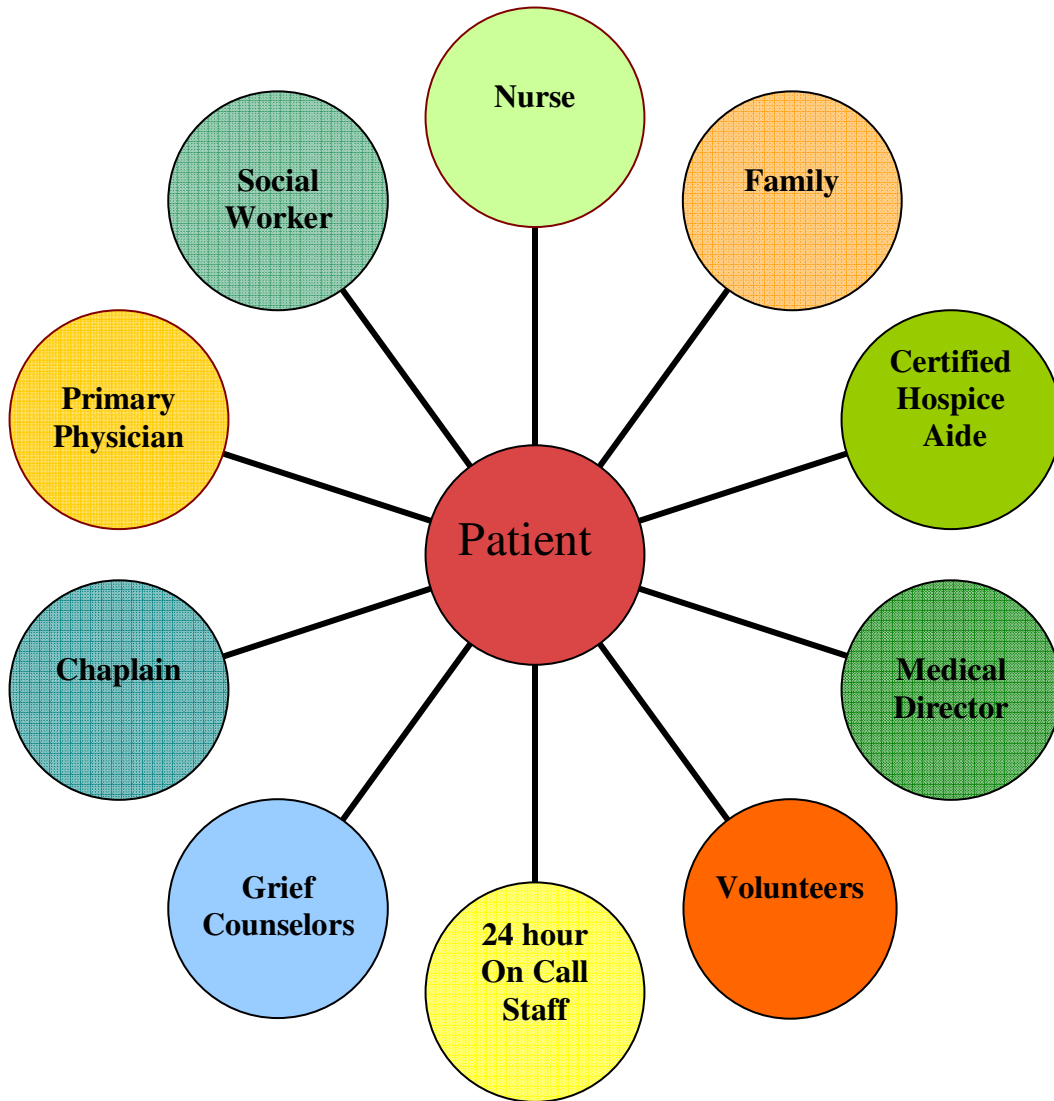 Nurse
Family
Social
Worker
Certified
Hospice
Aide
Primary
Physician
Patient
Chaplain
Medical
Director
Grief
Counselors
Volunteers
24 hour
On Call
Staff